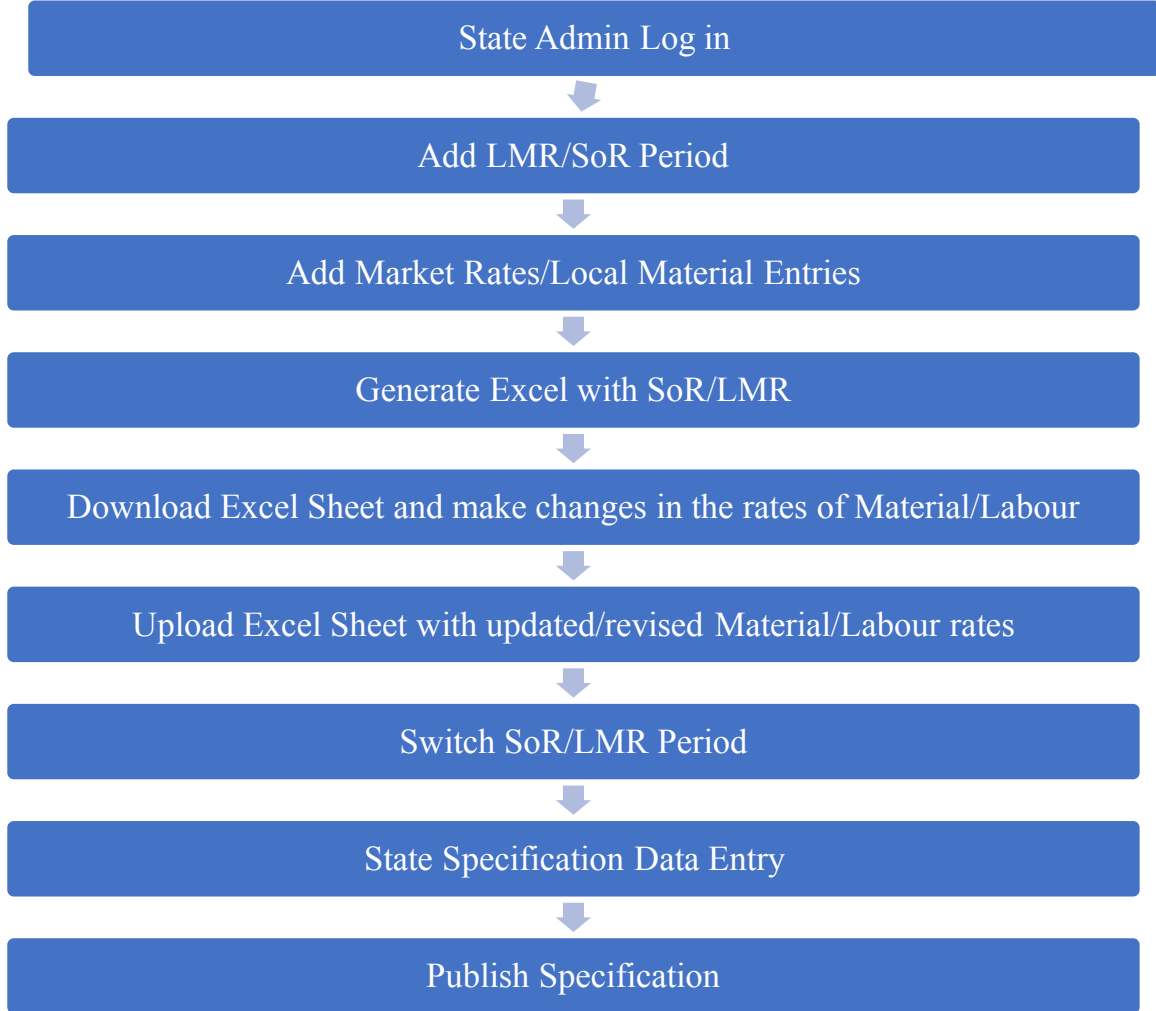 State Admin Log in
Add LMR/SoR Period
Add Market Rates/Local Material Entries
Generate Excel with SoR/LMR
Download Excel Sheet and make changes in the rates of Material/Labour
Upload Excel Sheet with updated/revised Material/Labour rates
Switch SoR/LMR Period
State Specification Data Entry
Publish Specification